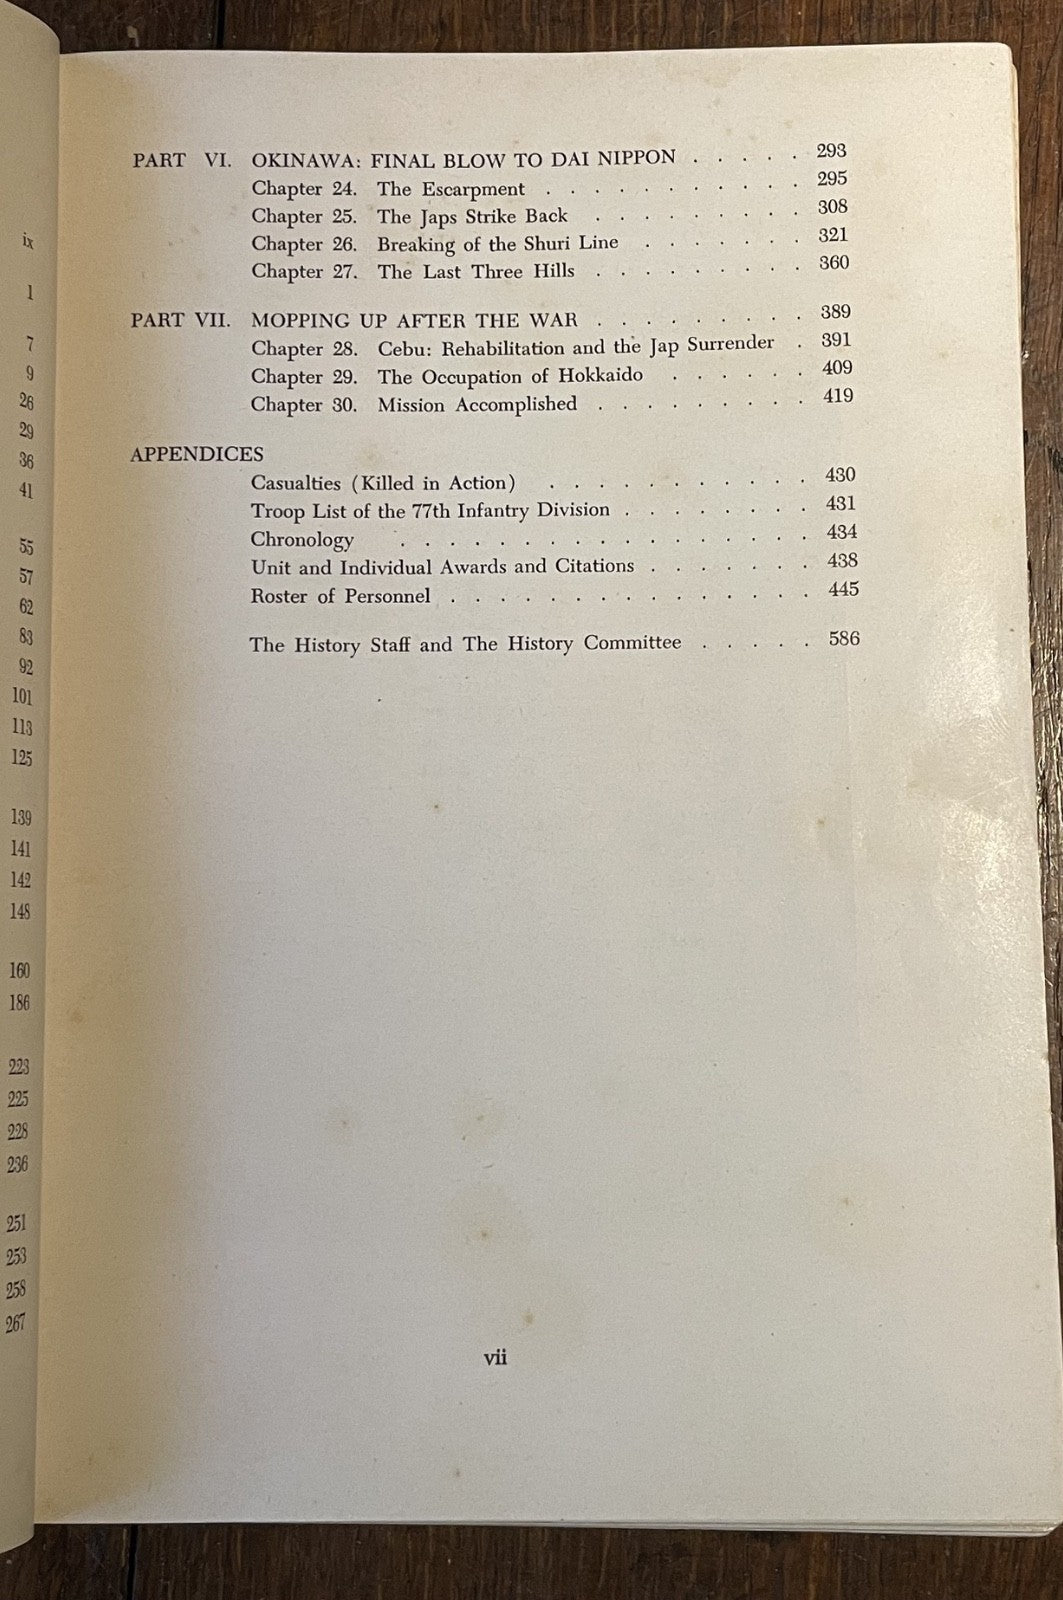 ix
1
7
9
26
29
36
41
55
57
62
83
92
101
113
125
139
141
142
148
160
186
223
225
228
236
251
253
258
267
PART VI. OKINAWA: FINAL BLOW TO DAI NIPPON . . . . . 293
Chapter 24. The Escarpment . . . . . . . . . . . 295
Chapter 25. The Japs Strike Back . . . . . . . . . 308
Chapter 26. Breaking of the Shuri Line . . . . . . . 321
Chapter 27. The Last Three Hills . . . . . . . . . 360
PART VII. MOPPING UP AFTER THE WAR . . . . . . . . . 389
Chapter 28. Cebu: Rehabilitation and the Jap Surrender . 391
Chapter 29. The Occupation of Hokkaido . . . . . . 409
Chapter 30. Mission Accomplished . . . . . . . . . 419
APPENDICES
Casualties (Killed in Action) . . . . . . . . . . . 430
Troop List of the 77th Infantry Division . . . . . . . . 431
Chronology . . . . . . . . . . . . . . . . . 434
Unit and Individual Awards and Citations . . . . . . . 438
Roster of Personnel . . . . . . . . . . . . . . . 445
The History Staff and The History Committee . . . . . 586
vii